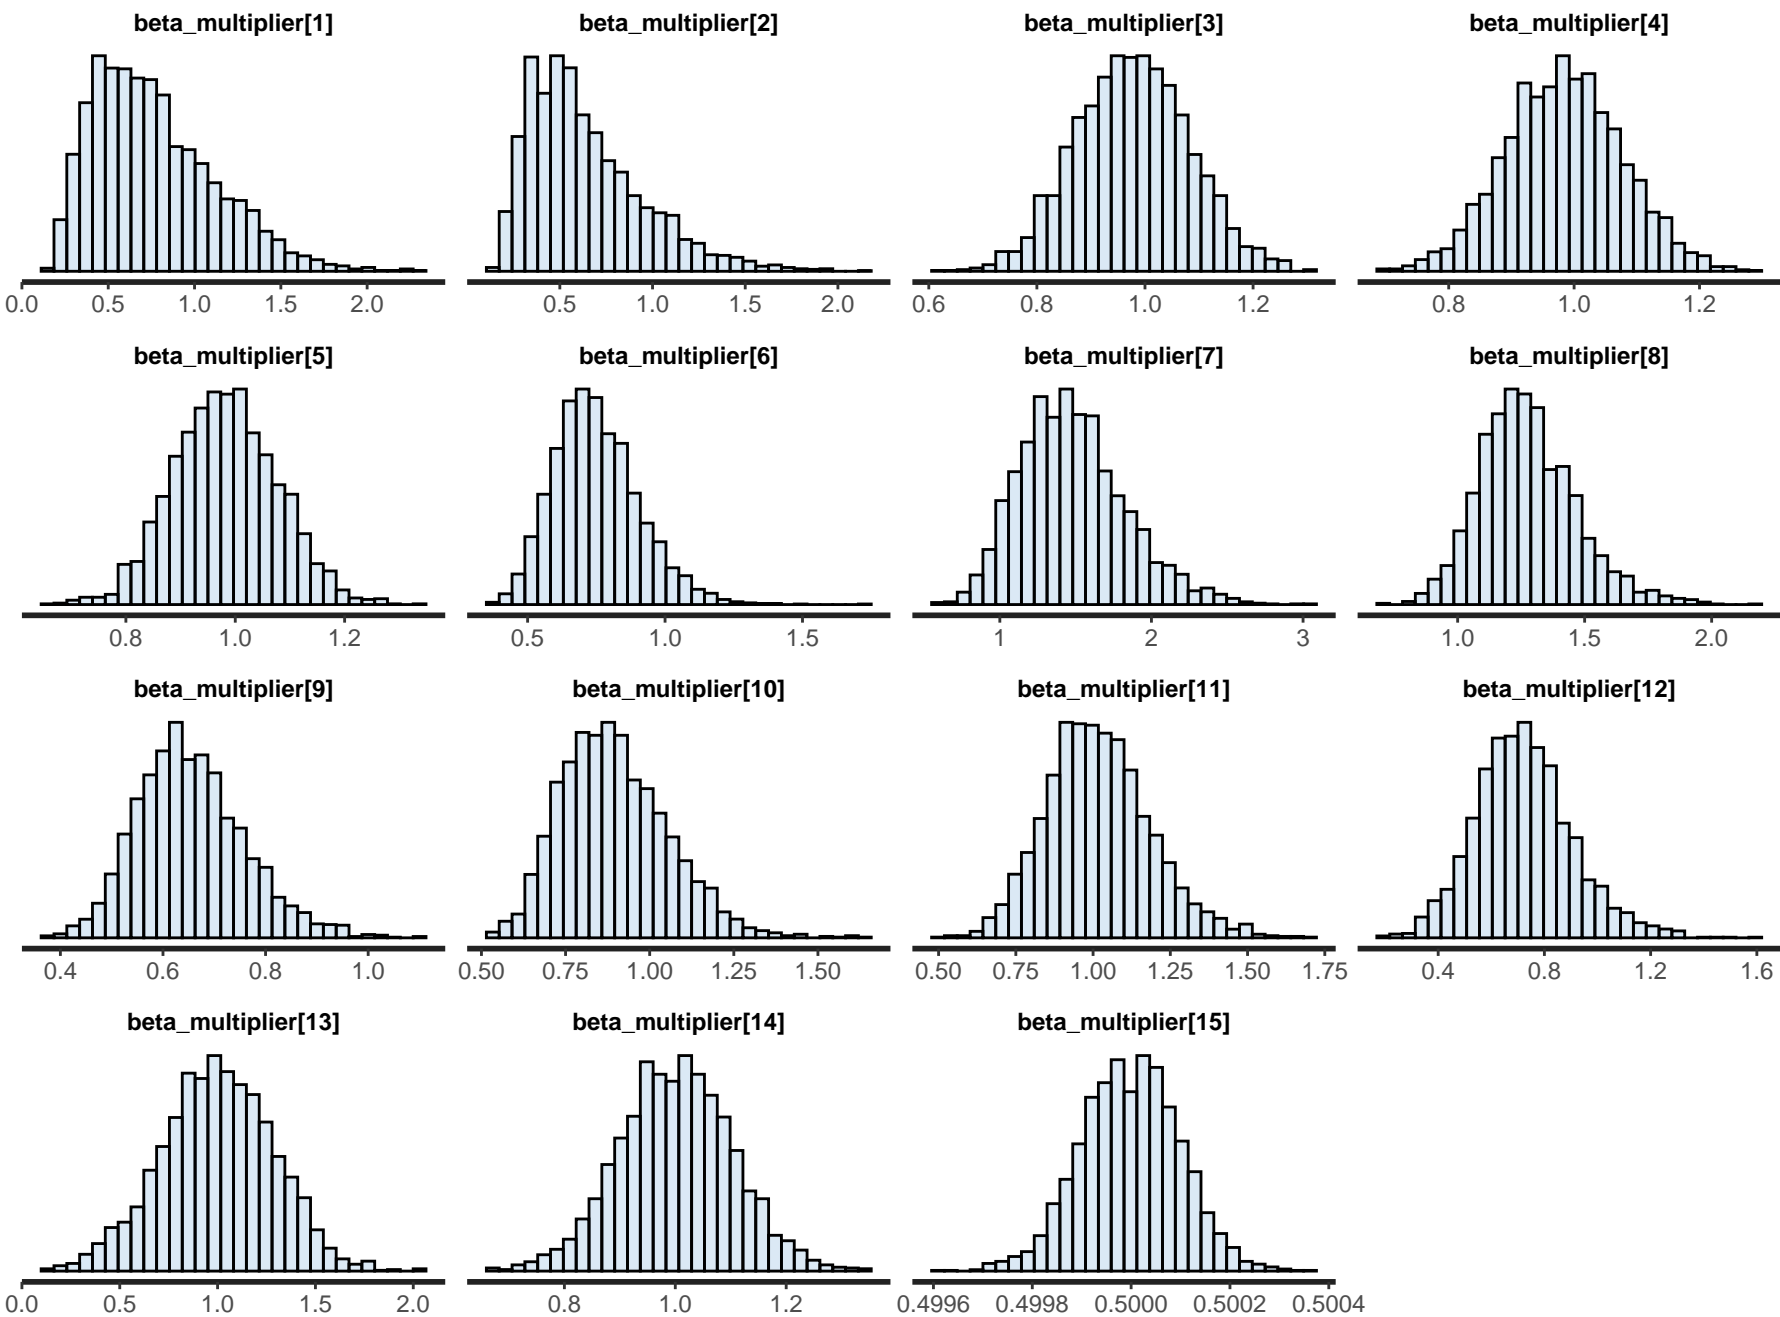 beta_multiplier[1] beta_multiplier[2] beta_multiplier[3] beta_multiplier[4]
0.0 0.5 1.0 1.5 2.0 0.5 1.0 1.5 2.0 0.6 0.8 1.0 1.2 0.8 1.0 1.2
beta_multiplier[5] beta_multiplier[6] beta_multiplier[7] beta_multiplier[8]
0.8 1.0 1.2 0.5 1.0 1.5 1 2 3 1.0 1.5 2.0
beta_multiplier[9] beta_multiplier[10] beta_multiplier[11] beta_multiplier[12]
0.4 0.6 0.8 1.0 0.50 0.75 1.00 1.25 1.50 0.50 0.75 1.00 1.25 1.50 1.75 0.4 0.8 1.2 1.6
beta_multiplier[13] beta_multiplier[14] beta_multiplier[15]
0.0 0.5 1.0 1.5 2.0 0.8 1.0 1.2 0.4996 0.4998 0.5000 0.5002 0.5004